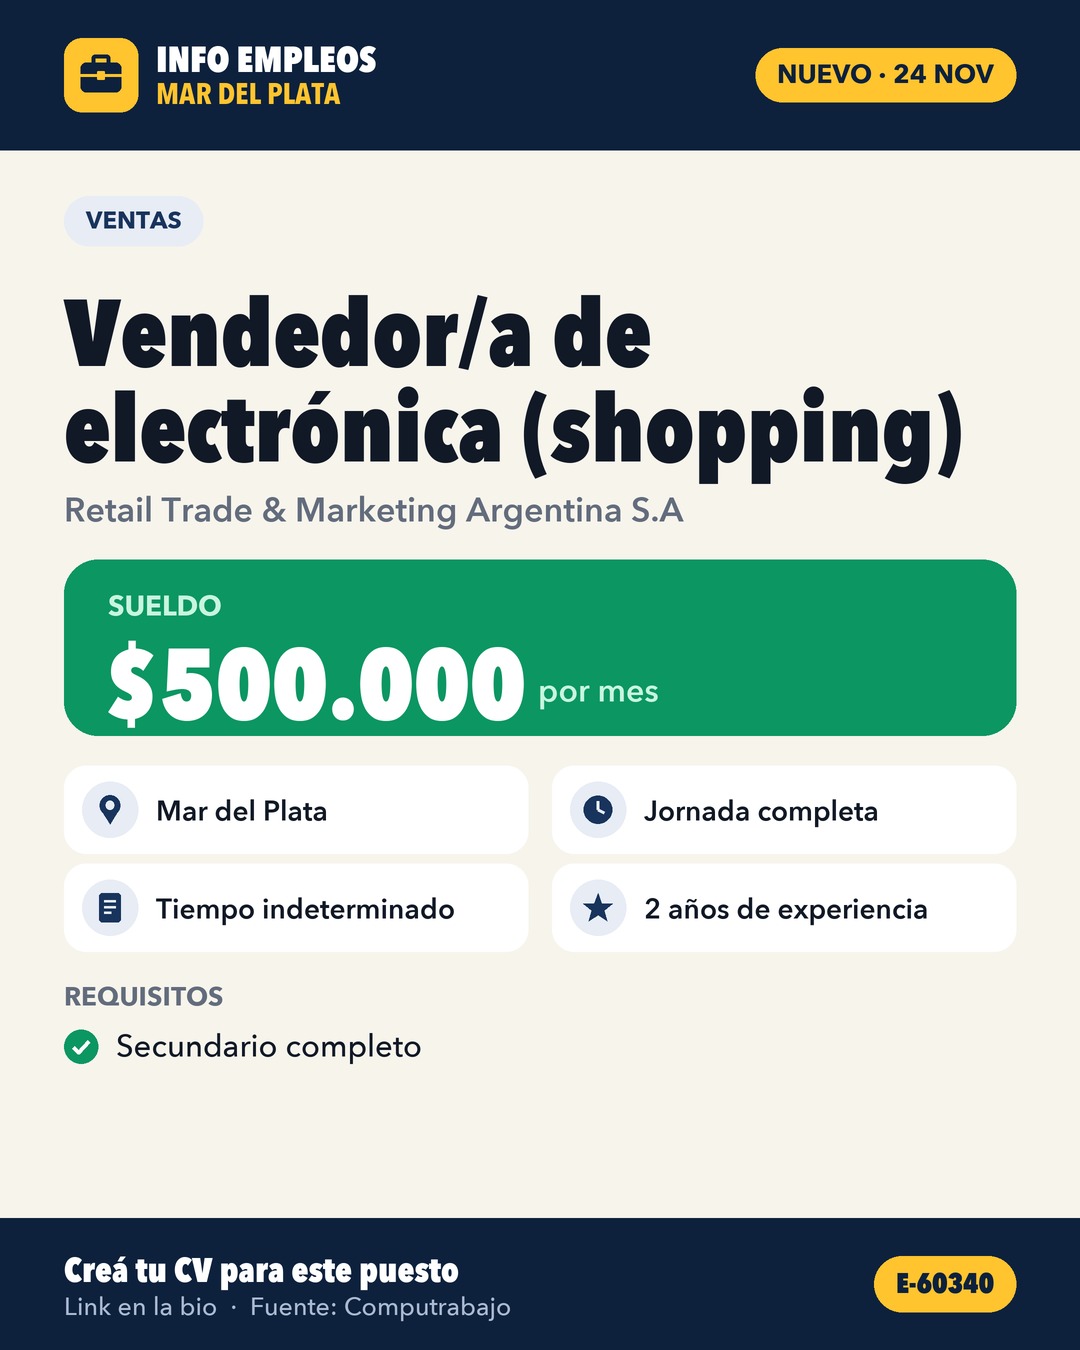 INFO EMPLEOS
MAR DEL PLATA
NUEVO · 24 NOV
VENTAS
Vendedor/a de
electrónica (shopping)
Retail Trade & Marketing Argentina S.A
SUELDO
$500.000 por mes
Mar del Plata
Jornada completa
Tiempo indeterminado
2 años de experiencia
REQUISITOS
Secundario completo
Creá tu CV para este puesto
Link en la bio · Fuente: Computrabajo
E-60340